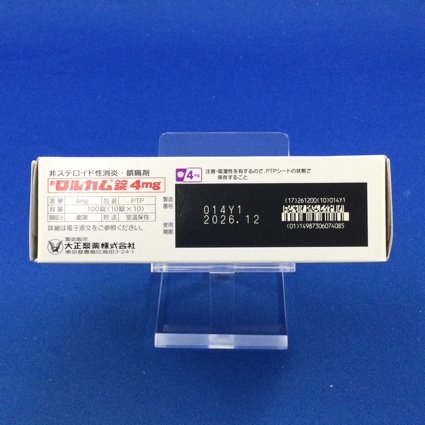 非ステロイド性消炎・鎮痛剤
ロルカム錠 4mg
含量 4mg 包装 PTP
容量 100錠(10錠×10)
規制区分 劇薬 貯法 室温保存
詳細は電子添文をご参照ください。
製造販売
大正製薬株式会社
東京都豊島区高田3-24-1
4mg
注意-吸湿性を有するので、PTPシートの状態で
保存すること
製造番号 014Y1
使用期限 2026.12
(17)261200(10)014Y1
(01)14987306074085